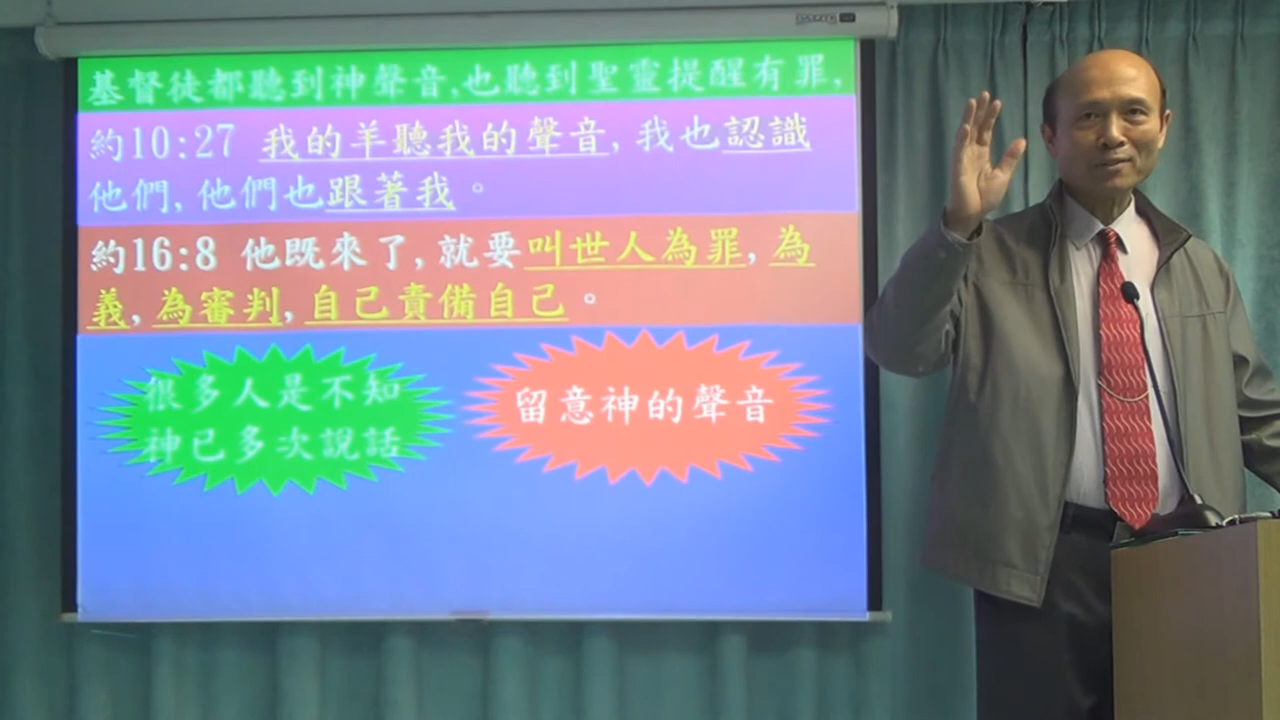 基督徒都聽到神聲音,也聽到聖靈提醒有罪,
約10:27 我的羊聽我的聲音, 我也認識
他們, 他們也跟著我。
約16:8 他既來了, 就要叫世人為罪, 為
義, 為審判, 自己責備自己。
很多人是不知
神已多次說話
留意神的聲音